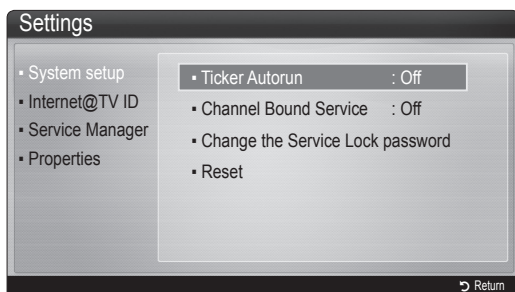 Settings
▪ System setup
▪ Internet@TV ID
▪ Service Manager
▪ Properties
▪ Ticker Autorun : Off
▪ Channel Bound Service : Off
▪ Change the Service Lock password
▪ Reset
Return